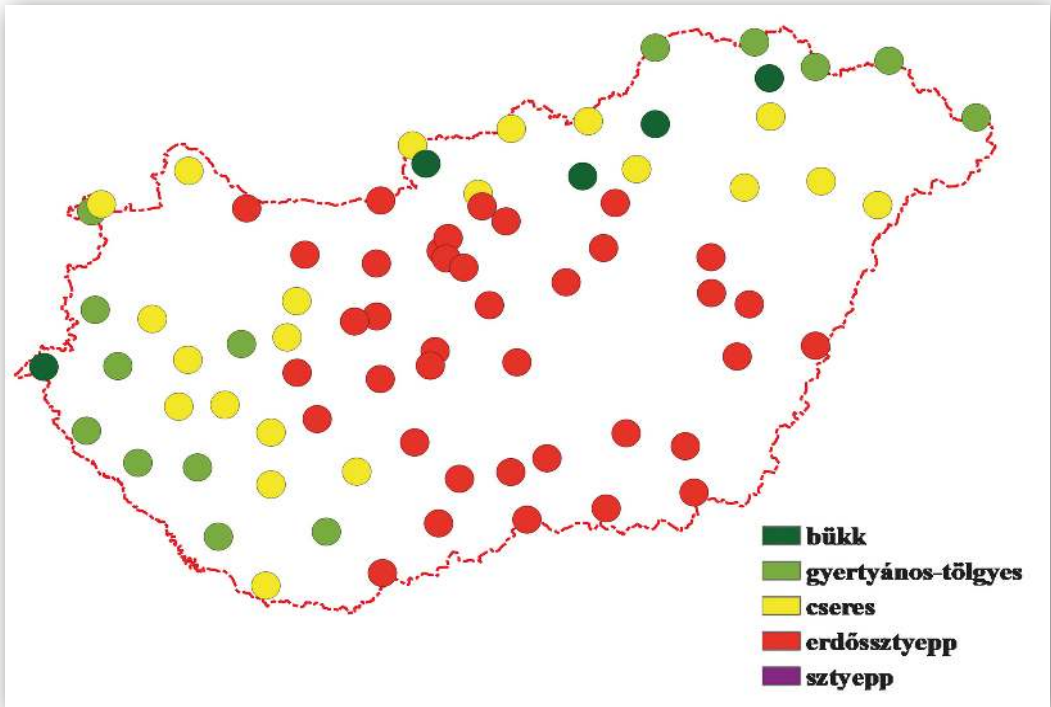 bükk
gyertyános-tölgyes
cseres
erdőssztyepp
sztyepp